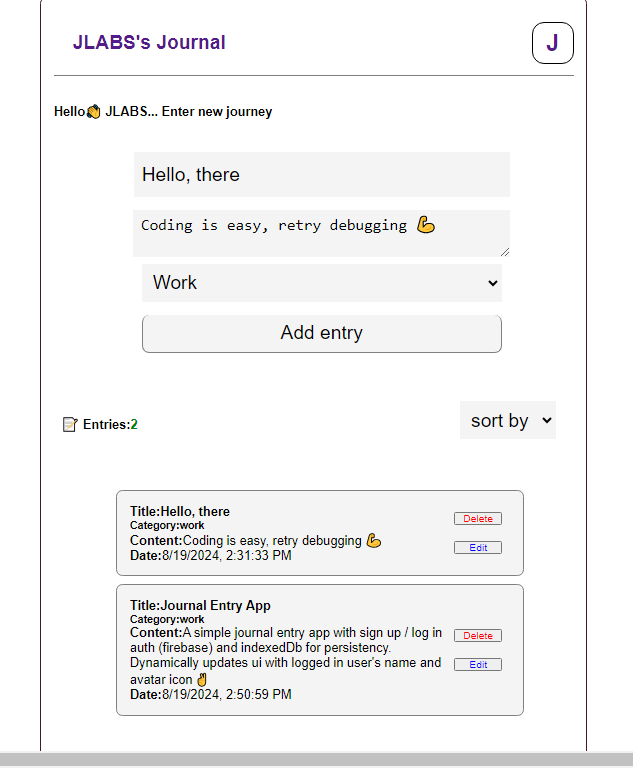 JLABS's Journal
J
Hello👏 JLABS... Enter new journey
Hello, there
Coding is easy, retry debugging 💪
Work
Add entry
📝 Entries:2
sort by
Title:Hello, there
Category:work
Content:Coding is easy, retry debugging 💪
Date:8/19/2024, 2:31:33 PM
Delete
Edit
Title:Journal Entry App
Category:work
Content:A simple journal entry app with sign up / log in
auth (firebase) and indexedDb for persistency.
Dynamically updates ui with logged in user's name and
avatar icon ✌
Date:8/19/2024, 2:50:59 PM
Delete
Edit